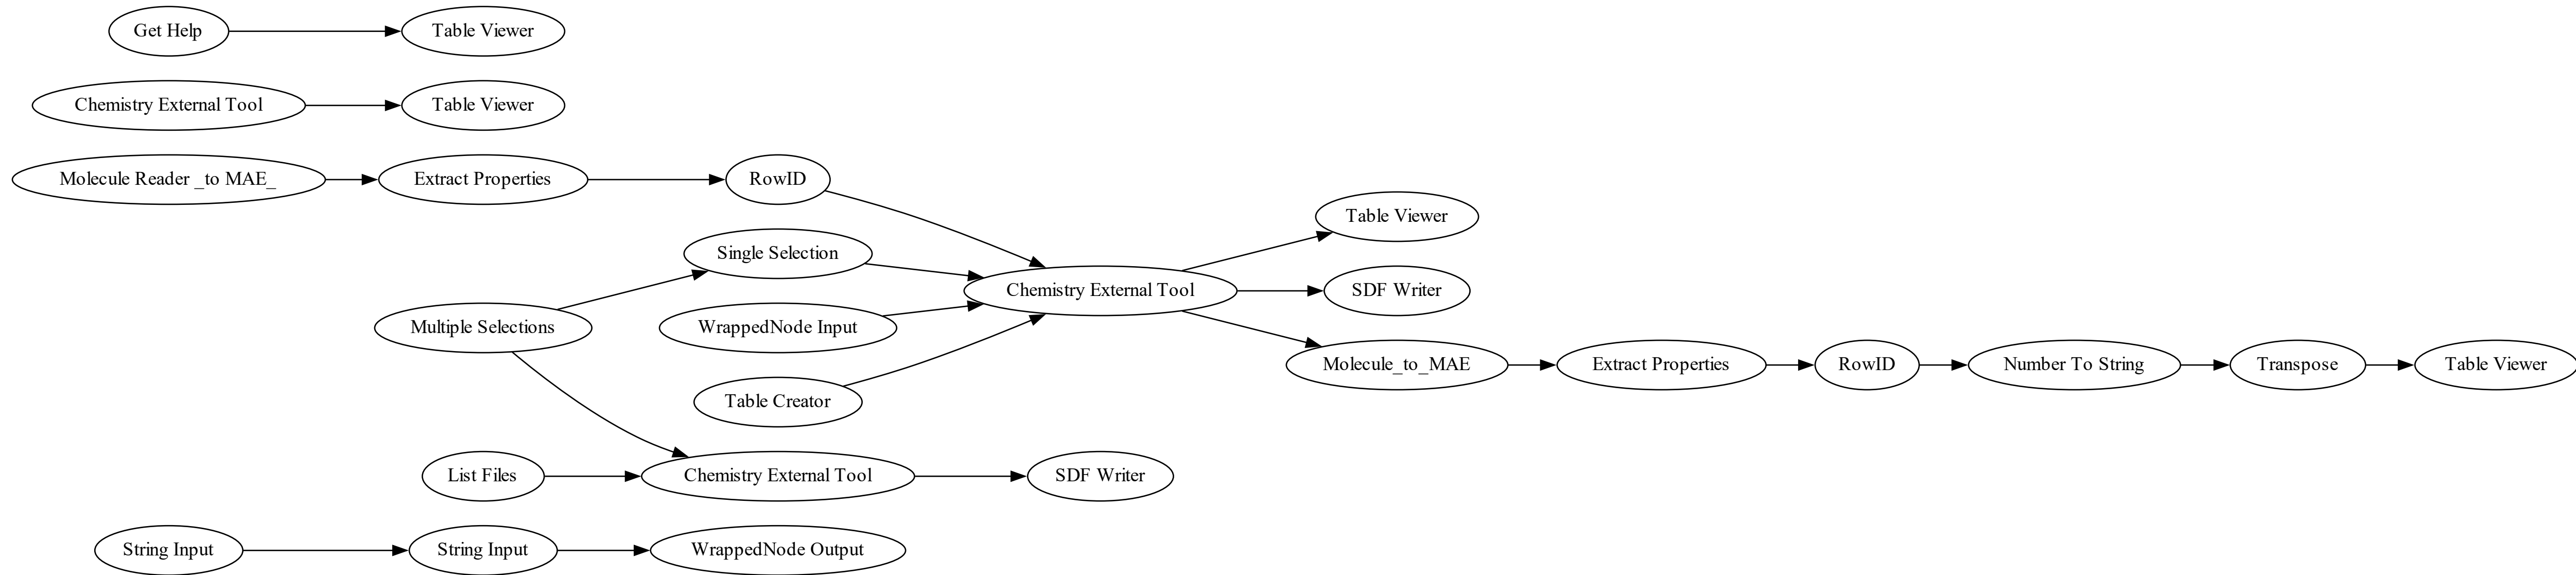 Get Help
Table Viewer
Chemistry External Tool
Table Viewer
Molecule Reader _to MAE_
Extract Properties
RowID
Table Viewer
Single Selection
Chemistry External Tool
SDF Writer
Multiple Selections
WrappedNode Input
Molecule_to_MAE
Extract Properties
RowID
Number To String
Transpose
Table Viewer
Table Creator
List Files
Chemistry External Tool
SDF Writer
String Input
String Input
WrappedNode Output